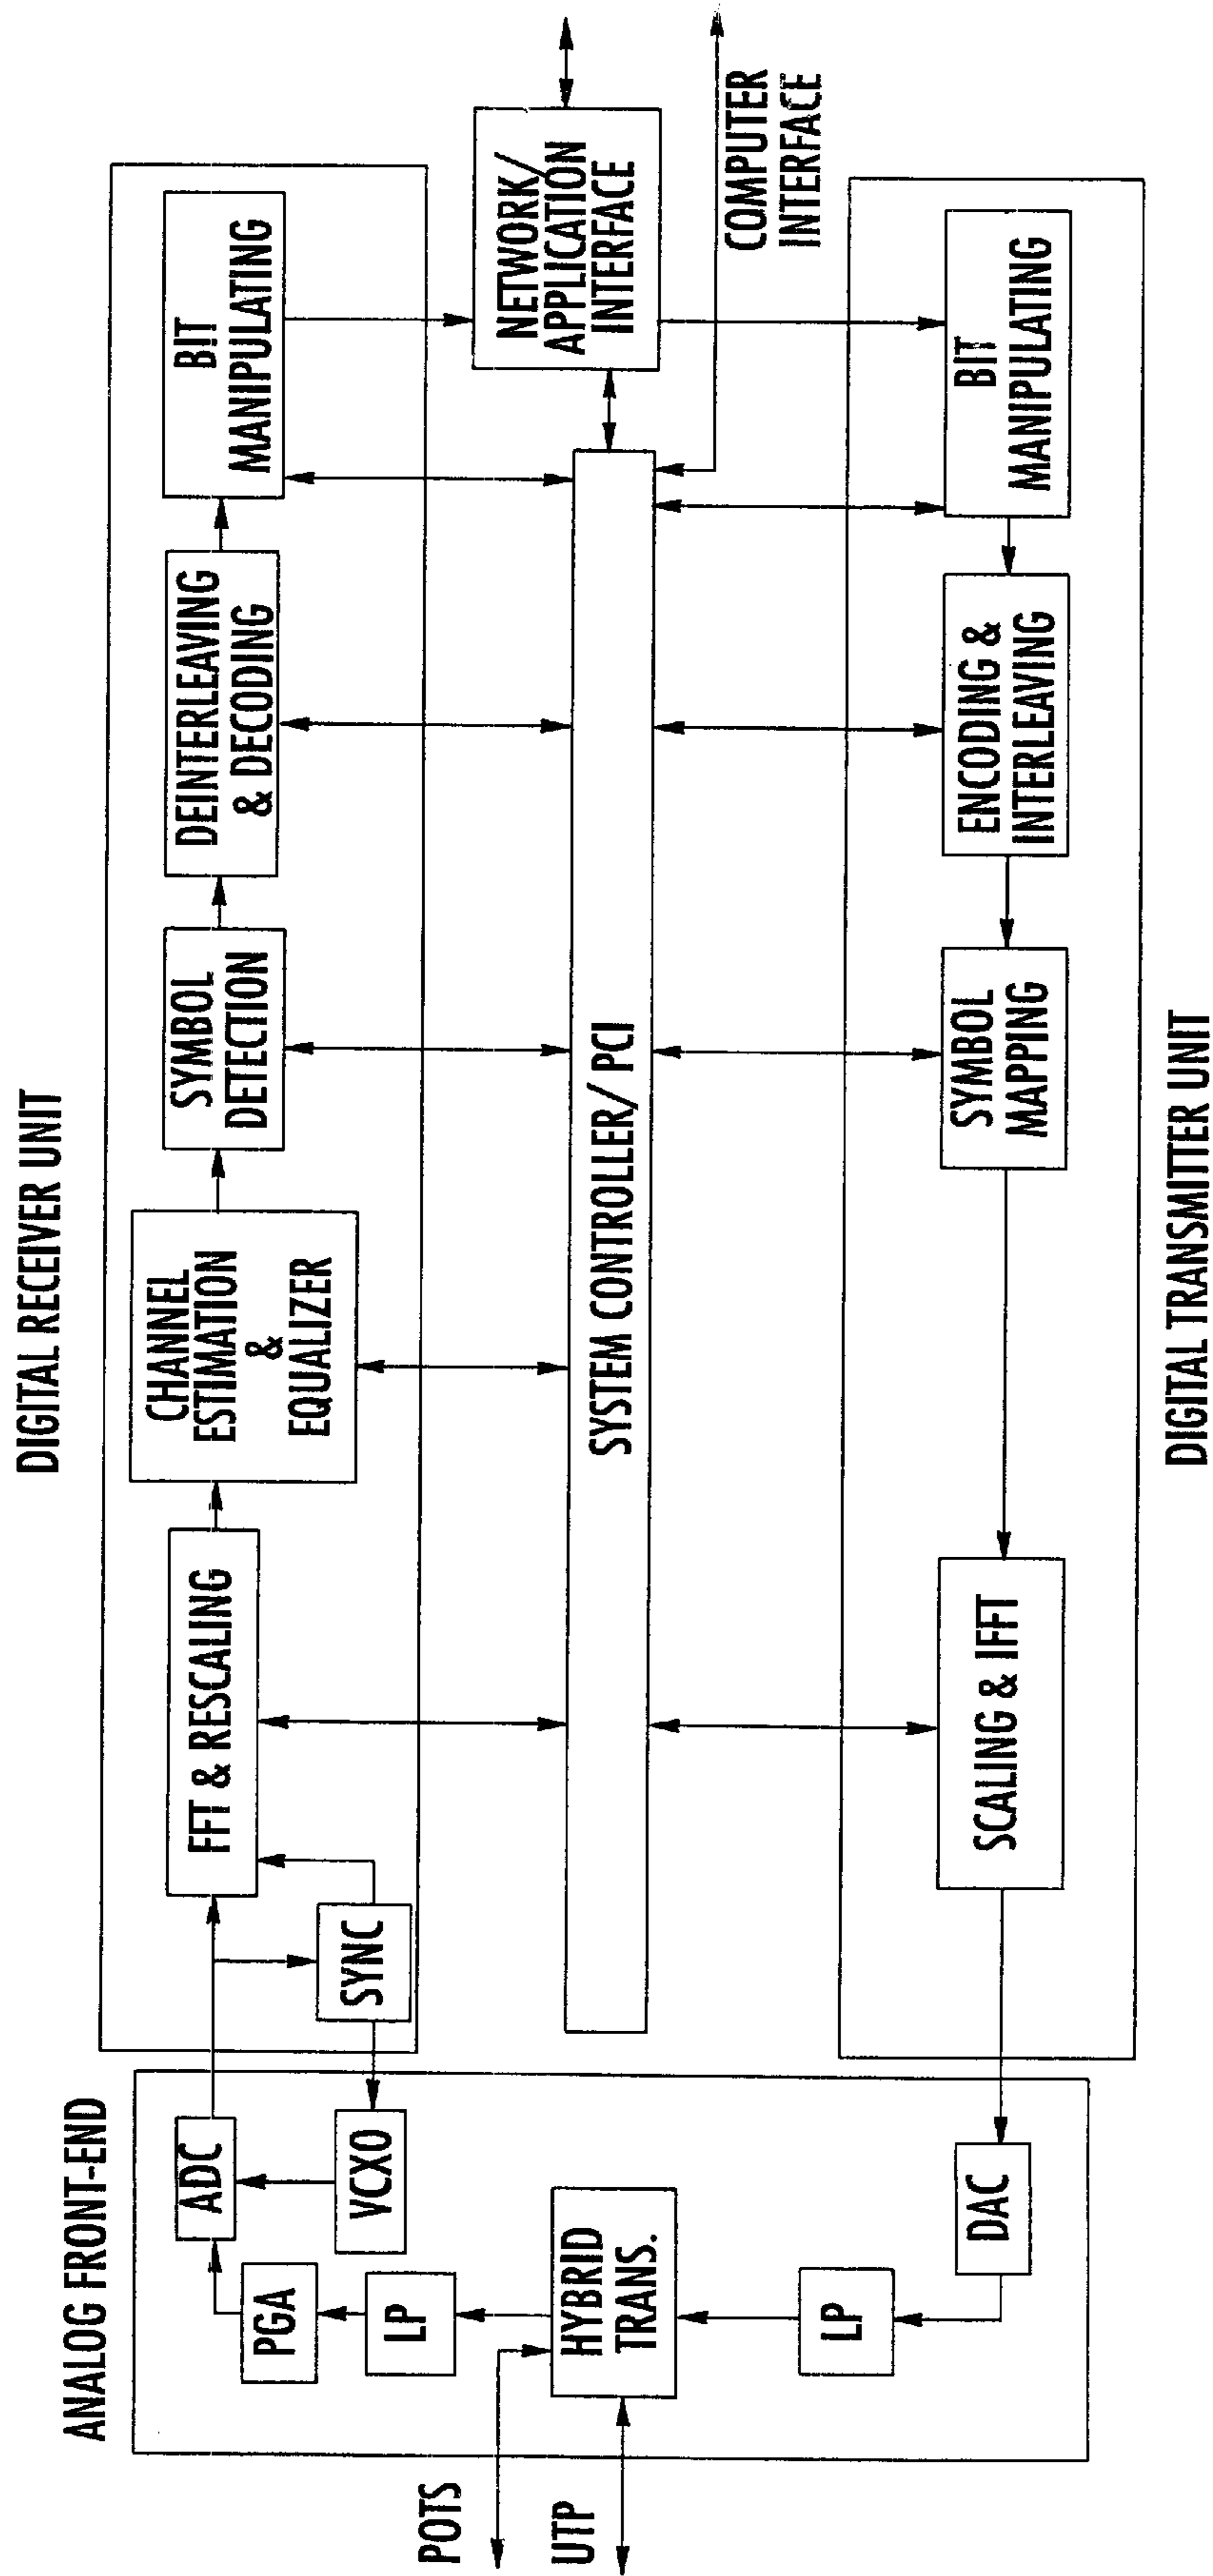 DIGITAL RECEIVER UNIT
ANALOG FRONT-END
ADC
PGA
LP
VCXO
SYNC
FFT & RESCALING
CHANNEL
ESTIMATION
&
EQUALIZER
SYMBOL
DETECTION
DEINTERLEAVING
& DECODING
BIT
MANIPULATING
POTS
UTP
HYBRID
TRANS.
SYSTEM CONTROLLER/ PCI
NETWORK/
APPLICATION
INTERFACE
COMPUTER
INTERFACE
LP
DAC
SCALING & IFFT
SYMBOL
MAPPING
ENCODING &
INTERLEAVING
BIT
MANIPULATING
DIGITAL TRANSMITTER UNIT